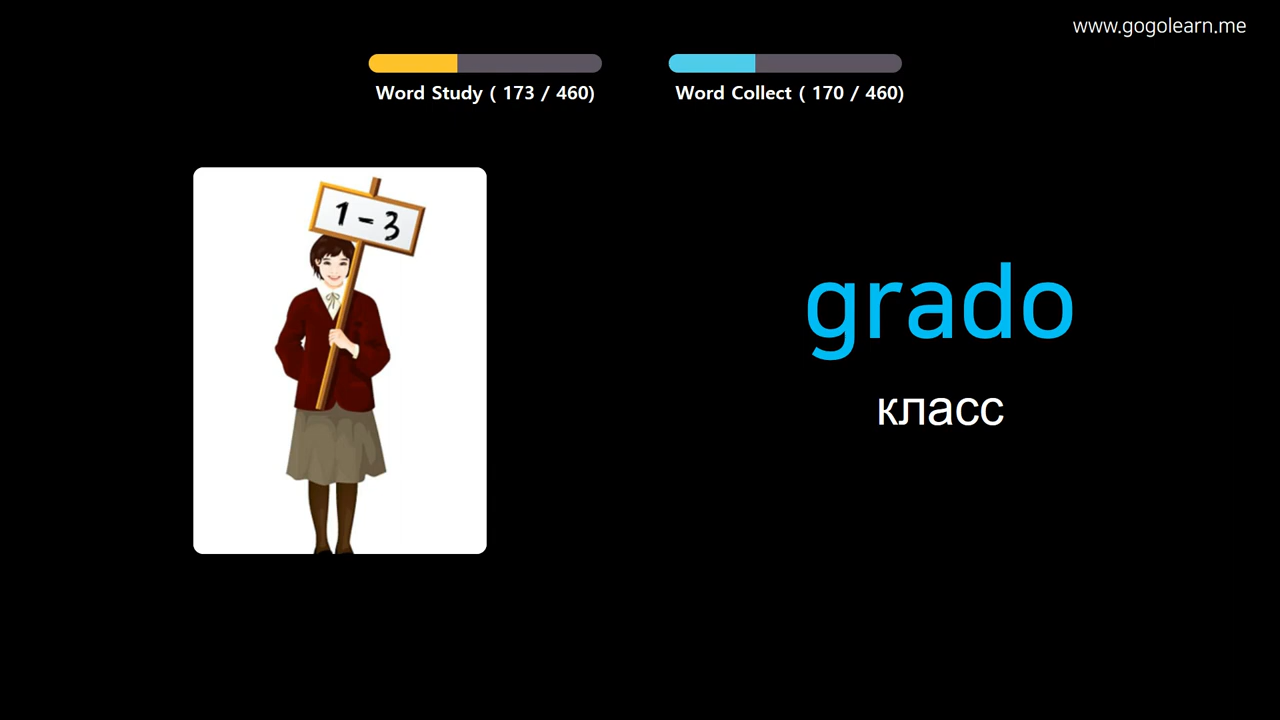 www.gogolearn.me
Word Study ( 173 / 460)
Word Collect ( 170 / 460)
1 - 3
grado
класс